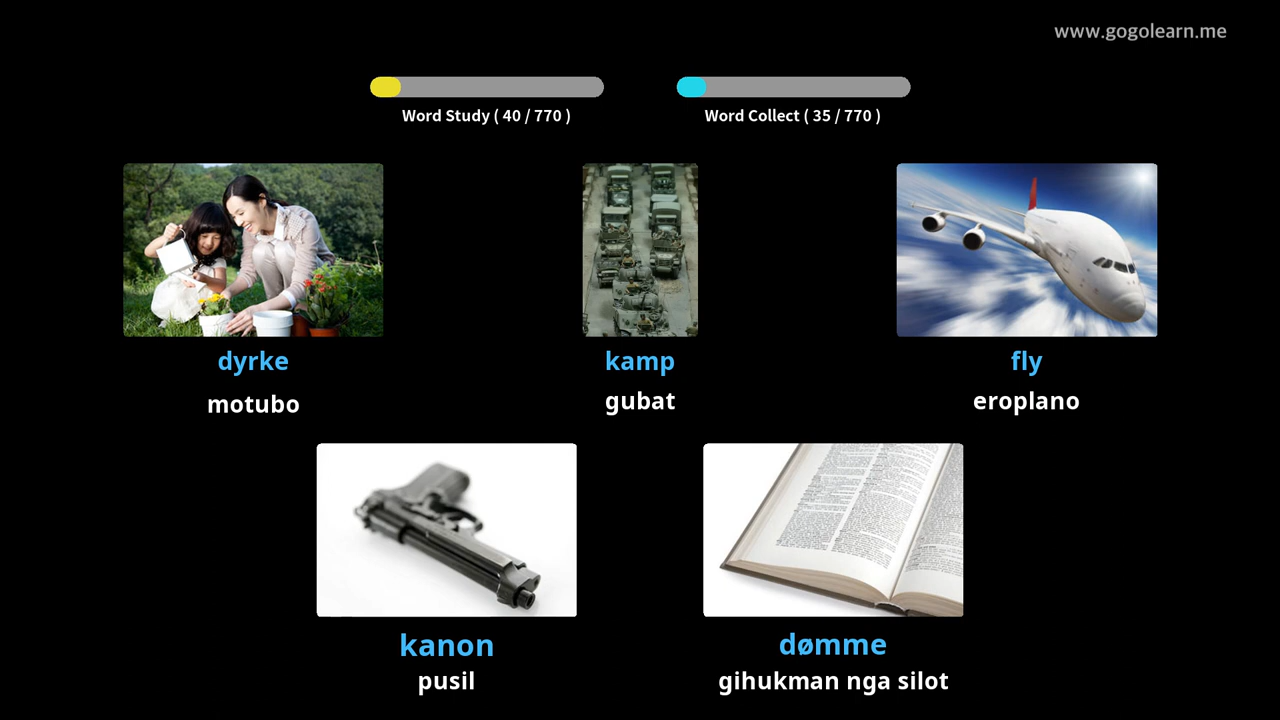 www.gogolearn.me
Word Study ( 40 / 770 )
Word Collect ( 35 / 770 )
dyrke
motubo
kamp
gubat
fly
eroplano
kanon
pusil
dømme
gihukman nga silot